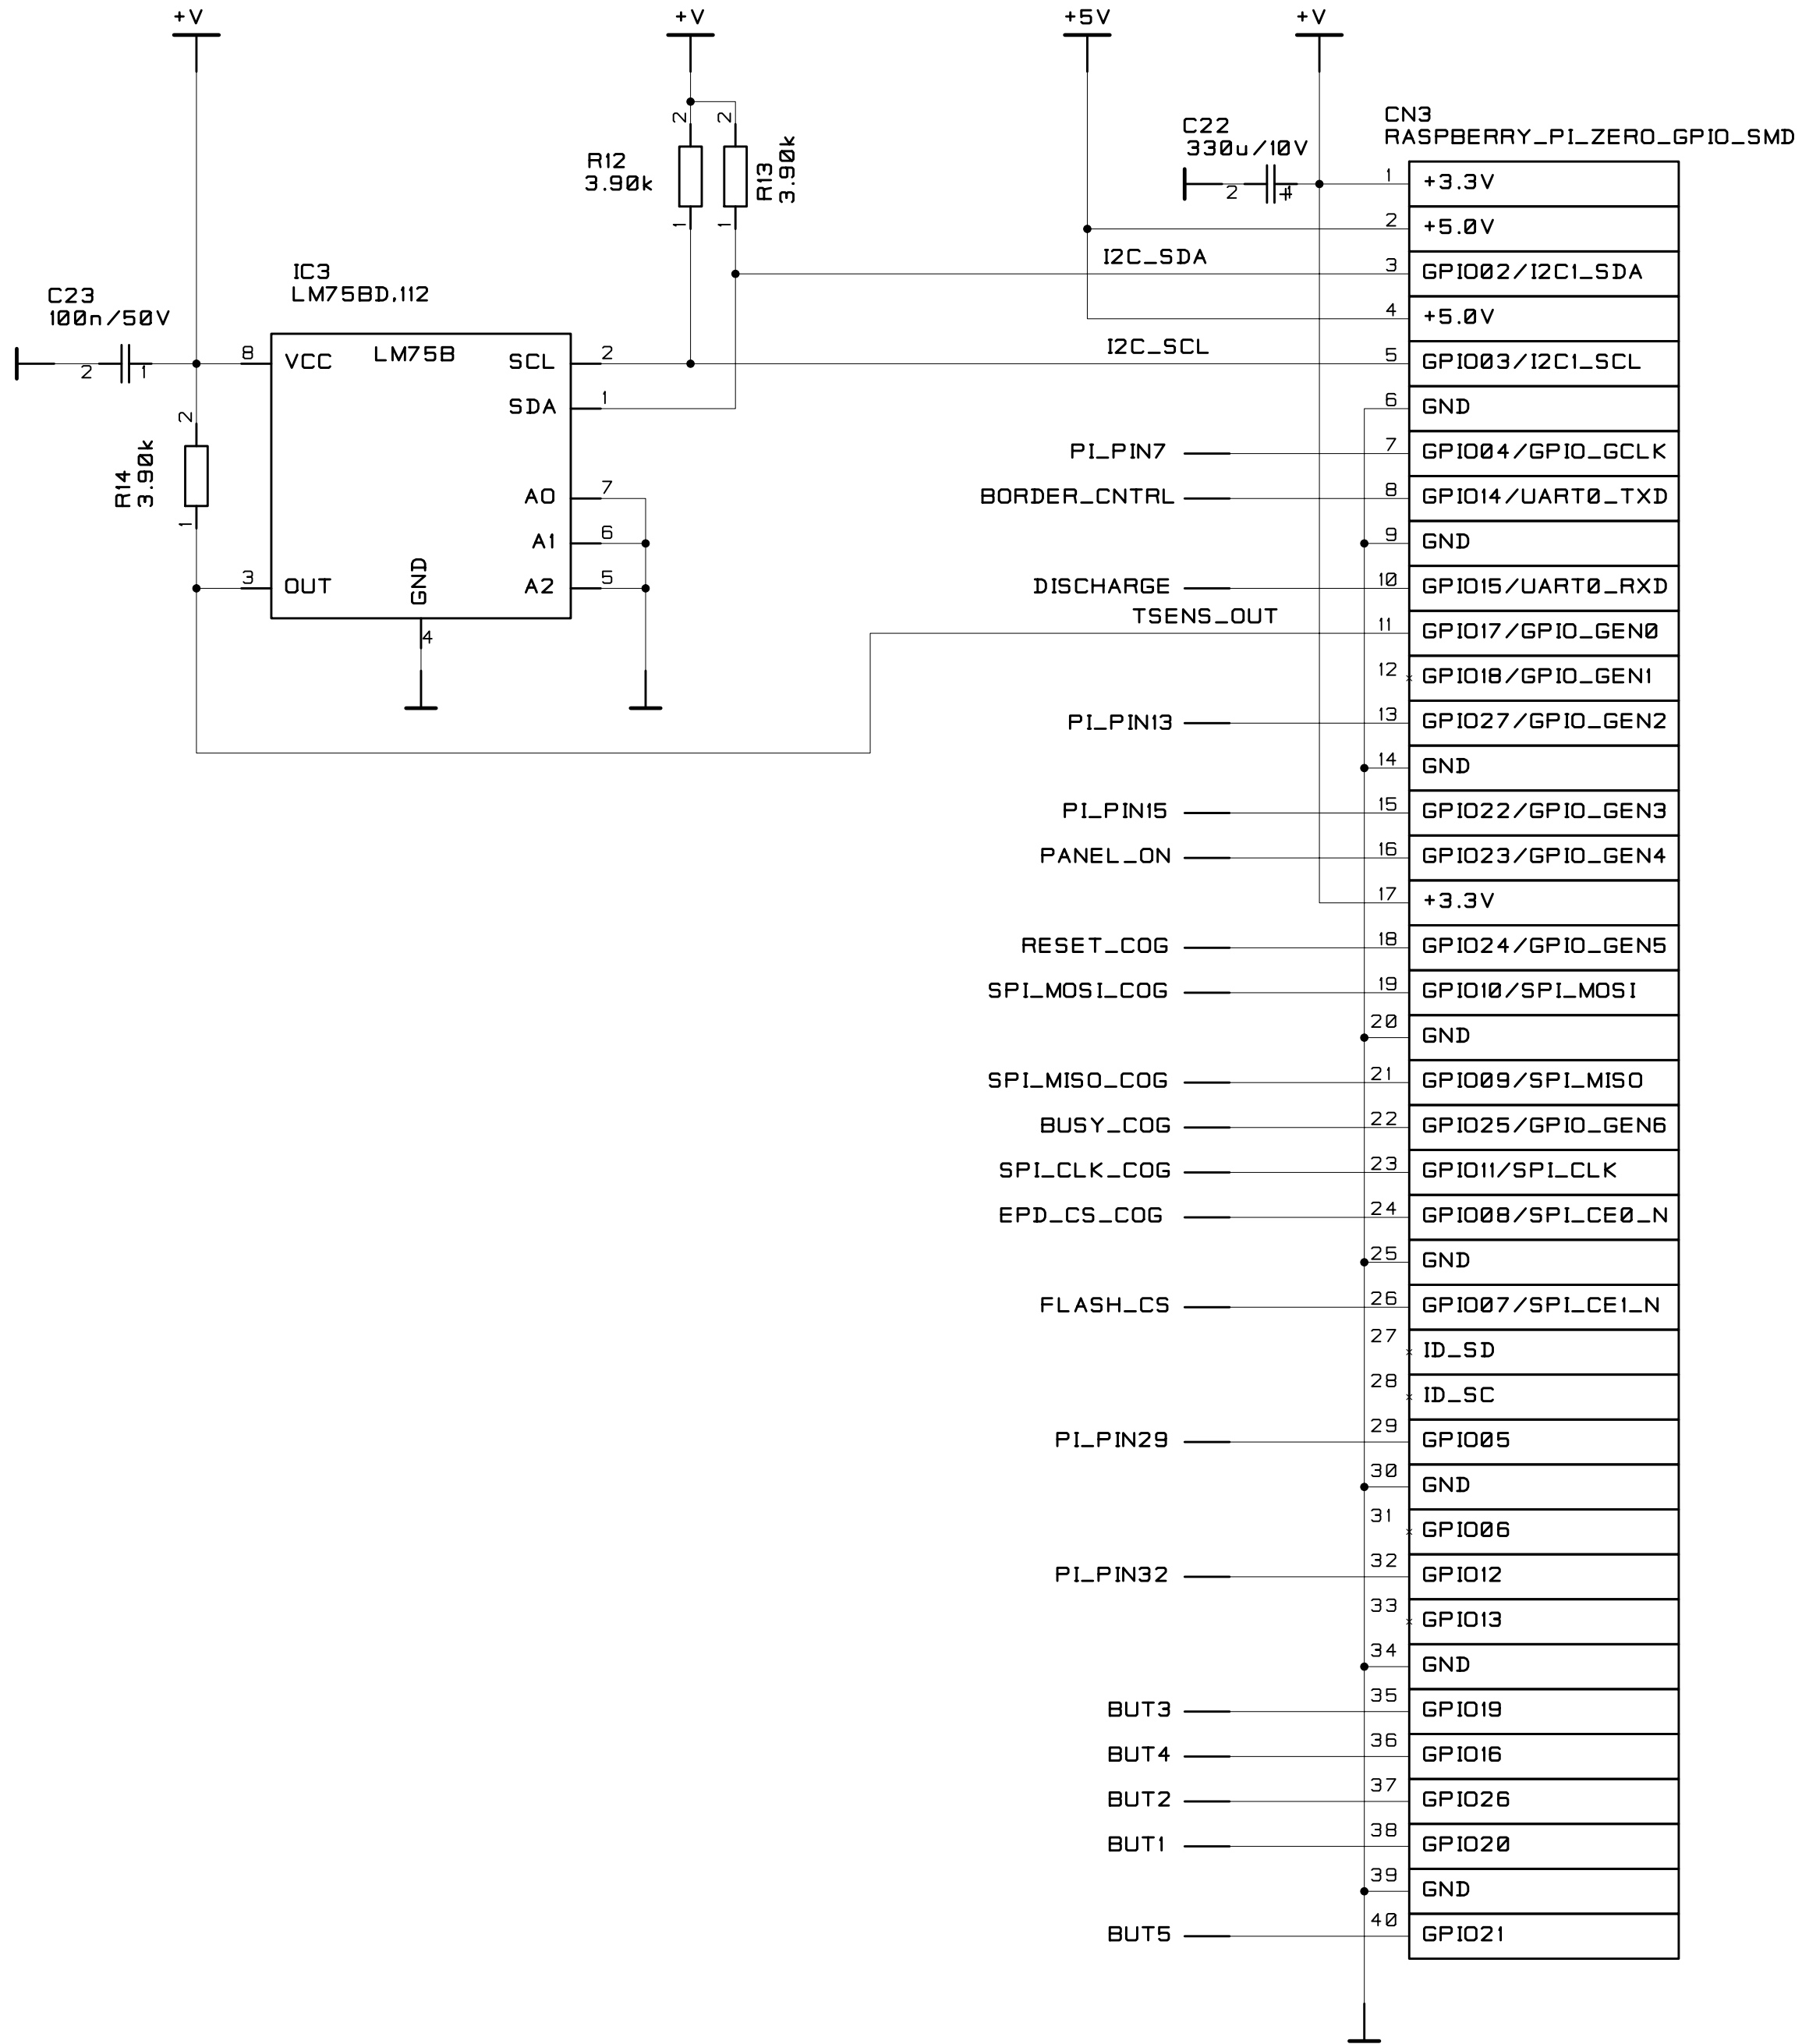 +V
+V
+5V
+V
CN3
RASPBERRY_PI_ZERO_GPIO_SMD
C22
330u/10V
2
1
R12
3.90k
2
1
R13
3.90k
2
1
I2C_SDA
I2C_SCL
IC3
LM75BD,112
LM75B
C23
100n/50V
2
1
8
VCC
SCL
2
SDA
1
R14
3.90k
2
1
A0
7
A1
6
A2
5
3
OUT
GND
4
1
+3.3V
2
+5.0V
3
GPIO02/I2C1_SDA
4
+5.0V
5
GPIO03/I2C1_SCL
6
GND
PI_PIN7
7
GPIO04/GPIO_GCLK
BORDER_CNTRL
8
GPIO14/UART0_TXD
9
GND
DISCHARGE
10
GPIO15/UART0_RXD
TSENS_OUT
11
GPIO17/GPIO_GEN0
12
GPIO18/GPIO_GEN1
PI_PIN13
13
GPIO27/GPIO_GEN2
14
GND
PI_PIN15
15
GPIO22/GPIO_GEN3
PANEL_ON
16
GPIO23/GPIO_GEN4
17
+3.3V
RESET_COG
18
GPIO24/GPIO_GEN5
SPI_MOSI_COG
19
GPIO10/SPI_MOSI
20
GND
SPI_MISO_COG
21
GPIO09/SPI_MISO
BUSY_COG
22
GPIO25/GPIO_GEN6
SPI_CLK_COG
23
GPIO11/SPI_CLK
EPD_CS_COG
24
GPIO08/SPI_CE0_N
25
GND
FLASH_CS
26
GPIO07/SPI_CE1_N
27
ID_SD
28
ID_SC
PI_PIN29
29
GPIO05
30
GND
31
GPIO06
PI_PIN32
32
GPIO12
33
GPIO13
34
GND
BUT3
35
GPIO19
BUT4
36
GPIO16
BUT2
37
GPIO26
BUT1
38
GPIO20
39
GND
BUT5
40
GPIO21